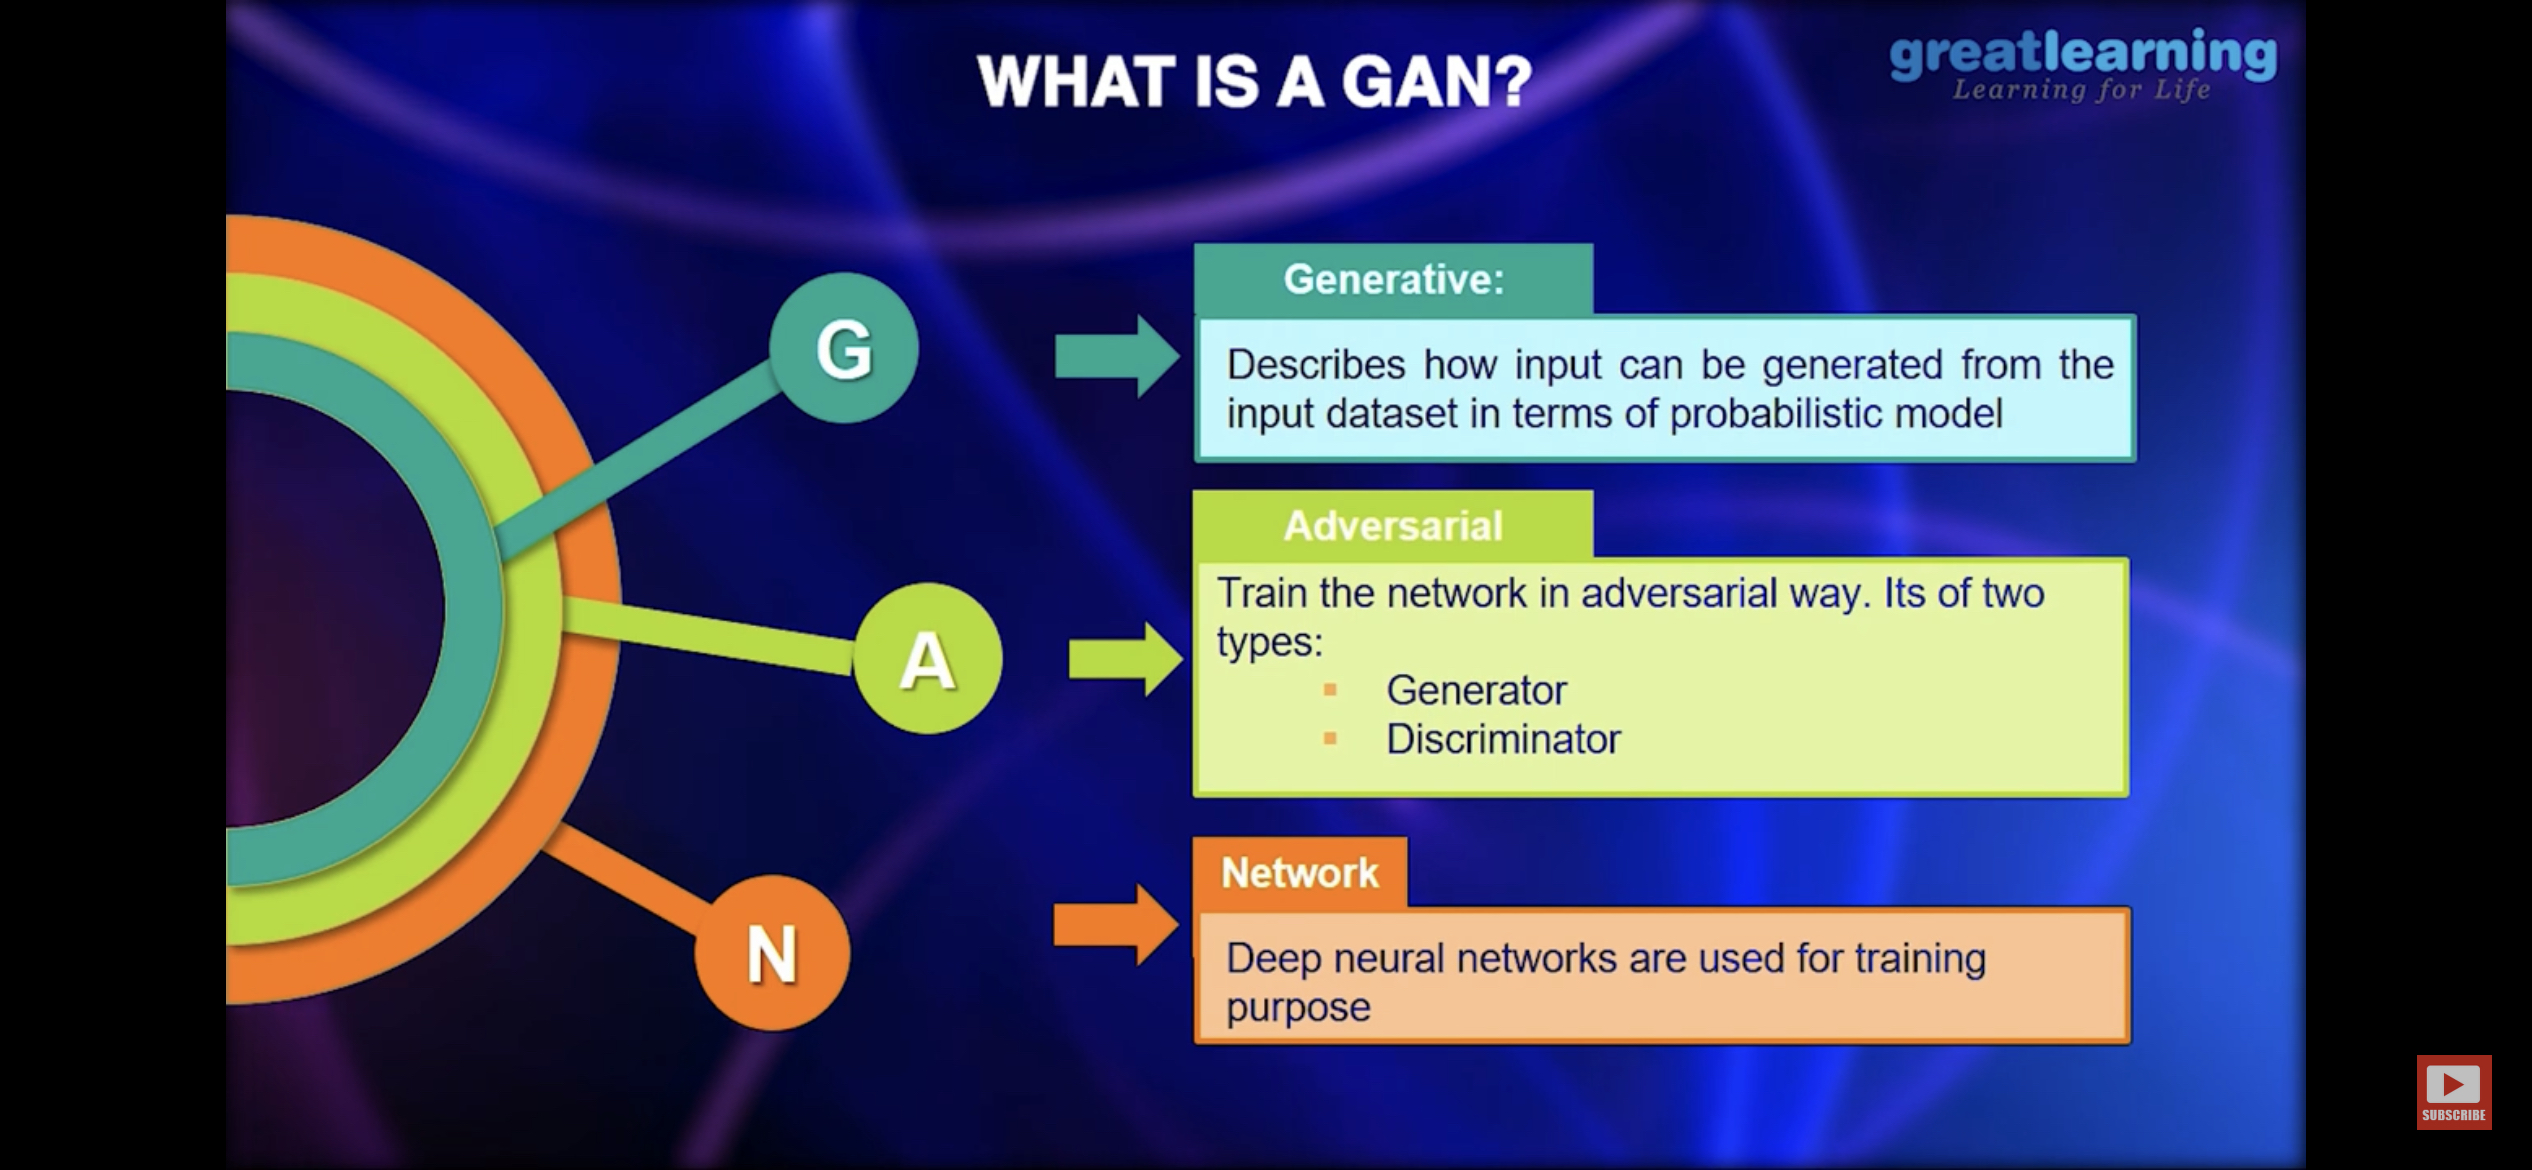 WHAT IS A GAN?
greatlearning
Learning for Life
G
Generative:
Describes how input can be generated from the
input dataset in terms of probabilistic model
A
Adversarial
Train the network in adversarial way. Its of two
types:
▪ Generator
▪ Discriminator
N
Network
Deep neural networks are used for training
purpose
SUBSCRIBE